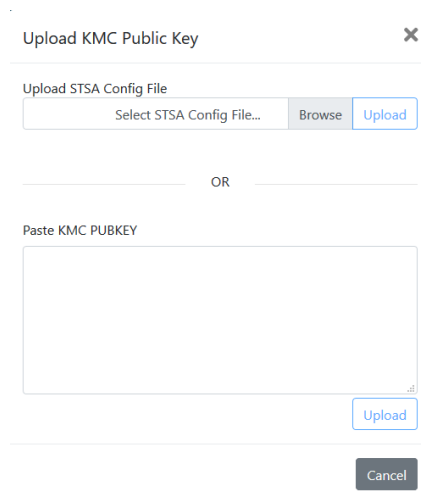 Upload KMC Public Key
Upload STSA Config File
Select STSA Config File... Browse Upload
OR
Paste KMC PUBKEY
Upload
Cancel